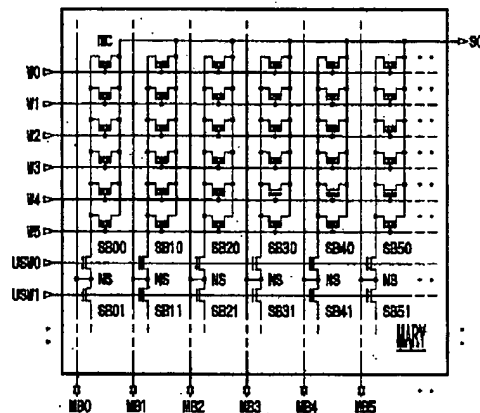 MC
SC
W0
W1
W2
W3
W4
W5
SB00 SB10 SB20 SB30 SB40 SB50
USW0
NS NS NS NS NS NS
USW1
SB01 SB11 SB21 SB31 SB41 SB51
MARY
MB0 MB1 MB2 MB3 MB4 MB5